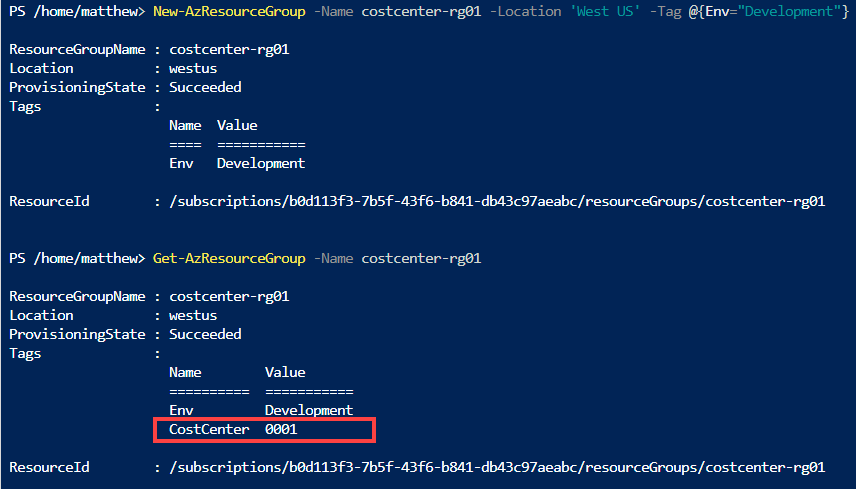 PS /home/matthew> New-AzResourceGroup -Name costcenter-rg01 -Location 'West US' -Tag @{Env="Development"}
ResourceGroupName : costcenter-rg01
Location          : westus
ProvisioningState : Succeeded
Tags              :
                    Name  Value
                    ====  ===========
                    Env   Development
ResourceId        : /subscriptions/b0d113f3-7b5f-43f6-b841-db43c97aeabc/resourceGroups/costcenter-rg01
PS /home/matthew> Get-AzResourceGroup -Name costcenter-rg01
ResourceGroupName : costcenter-rg01
Location          : westus
ProvisioningState : Succeeded
Tags              :
                    Name        Value
                    ==========  ===========
                    Env         Development
                    CostCenter  0001
ResourceId        : /subscriptions/b0d113f3-7b5f-43f6-b841-db43c97aeabc/resourceGroups/costcenter-rg01